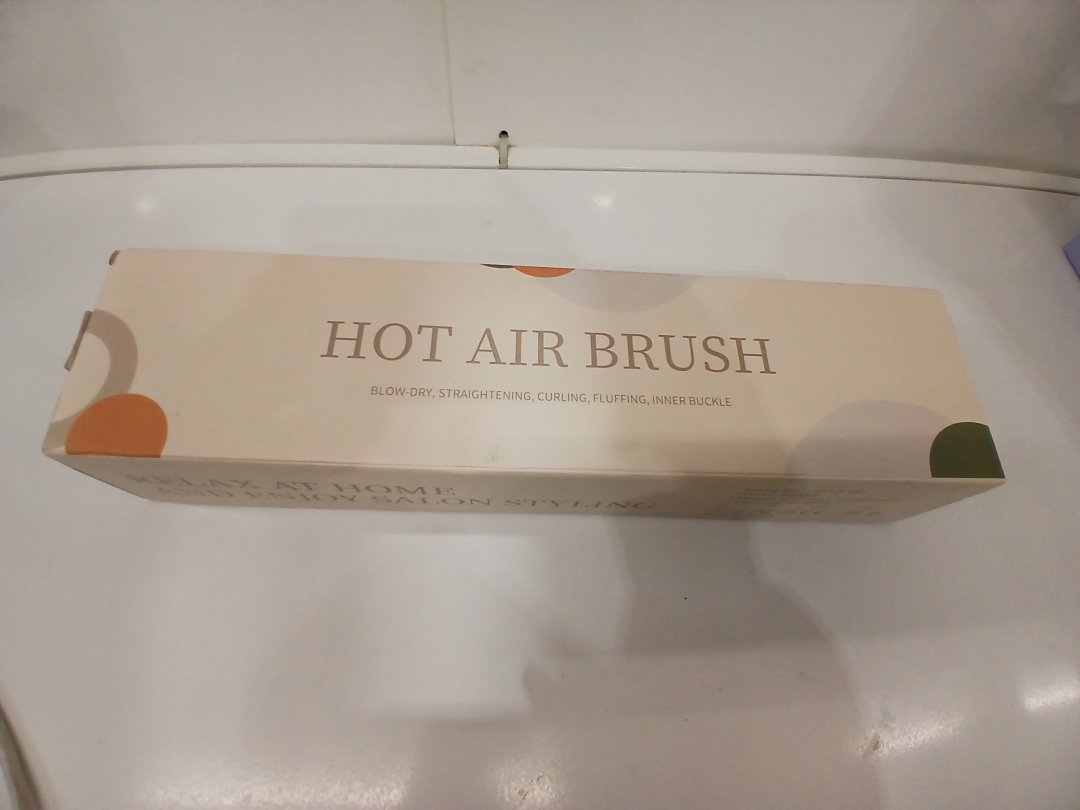 HOT AIR BRUSH
BLOW-DRY, STRAIGHTENING, CURLING, FLUFFING, INNER BUCKLE
RELAX AT HOME
AND ENJOY SALON STYLING